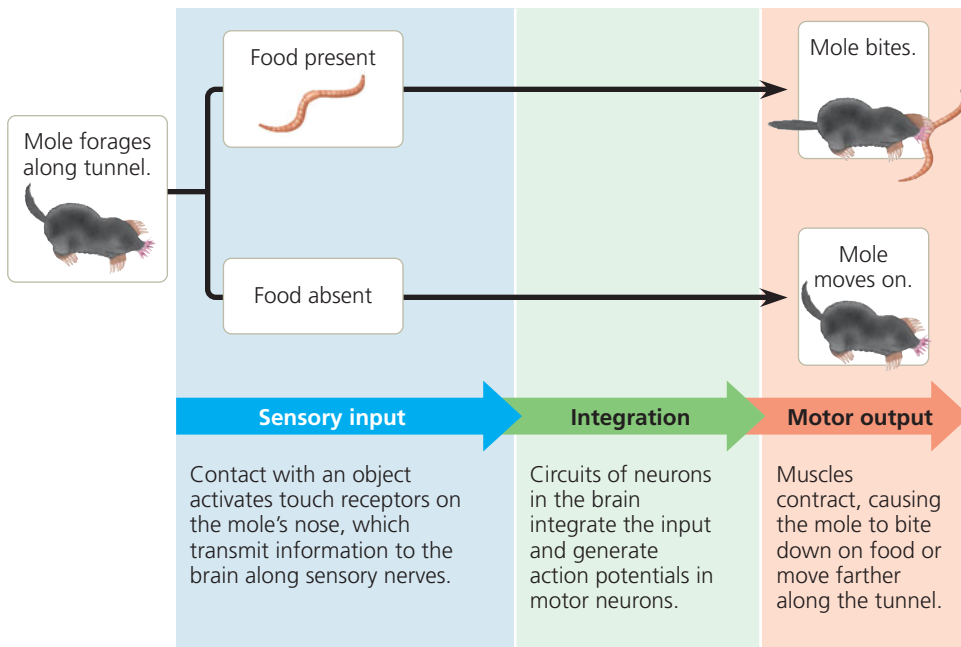 Mole forages
along tunnel.
Food present
Food absent
Mole bites.
Mole
moves on.
Sensory input
Integration
Motor output
Contact with an object
activates touch receptors on
the mole’s nose, which
transmit information to the
brain along sensory nerves.
Circuits of neurons
in the brain
integrate the input
and generate
action potentials in
motor neurons.
Muscles
contract, causing
the mole to bite
down on food or
move farther
along the tunnel.